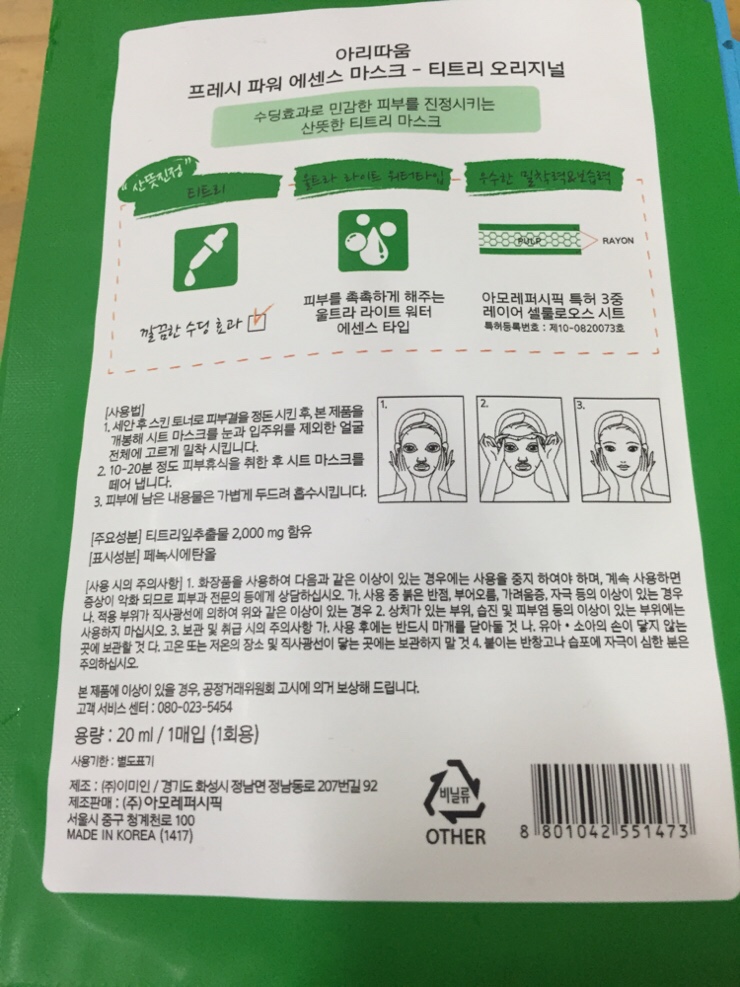 아리따움
프레시 파워 에센스 마스크 - 티트리 오리지널
수딩효과로 민감한 피부를 진정시키는
산뜻한 티트리 마스크
"산뜻진정"
티트리
울트라 라이트 워터타입
우수한 밀착력&보습력
PULP
RAYON
깔끔한 수딩 효과
피부를 촉촉하게 해주는
울트라 라이트 워터
에센스 타입
아모레퍼시픽 특허 3중
레이어 셀룰로오스 시트
특허등록번호 : 제10-0820073호
[사용법]
1. 세안 후 스킨 토너로 피부결을 정돈 시킨 후, 본 제품을
개봉해 시트 마스크를 눈과 입주위를 제외한 얼굴
전체에 고르게 밀착 시킵니다.
2. 10-20분 정도 피부휴식을 취한 후 시트 마스크를
떼어 냅니다.
3. 피부에 남은 내용물은 가볍게 두드려 흡수시킵니다.
1.
2.
3.
[주요성분] 티트리잎추출물 2,000 mg 함유
[표시성분] 페녹시에탄올
[사용 시의 주의사항] 1. 화장품을 사용하여 다음과 같은 이상이 있는 경우에는 사용을 중지 하여야 하며, 계속 사용하면
증상이 악화 되므로 피부과 전문의 등에게 상담하십시오. 가. 사용 중 붉은 반점, 부어오름, 가려움증, 자극 등의 이상이 있는 경우
나. 적용 부위가 직사광선에 의하여 위와 같은 이상이 있는 경우 2. 상처가 있는 부위, 습진 및 피부염 등의 이상이 있는 부위에는
사용하지 마십시오. 3. 보관 및 취급 시의 주의사항 가. 사용 후에는 반드시 마개를 닫아둘 것 나. 유아 • 소아의 손이 닿지 않는
곳에 보관할 것 다. 고온 또는 저온의 장소 및 직사광선이 닿는 곳에는 보관하지 말 것 4. 붙이는 반창고나 습포에 자극이 심한 분은
주의하십시오.
본 제품에 이상이 있을 경우, 공정거래위원회 고시에 의거 보상해 드립니다.
고객 서비스 센터 : 080-023-5454
용량 : 20 ml / 1매입 (1회용)
사용기한 : 별도표기
제조 : (주)이미인 / 경기도 화성시 정남면 정남동로 207번길 92
제조판매 : (주) 아모레퍼시픽
서울시 중구 청계천로 100
MADE IN KOREA (1417)
비닐류
OTHER
8 801042 551473